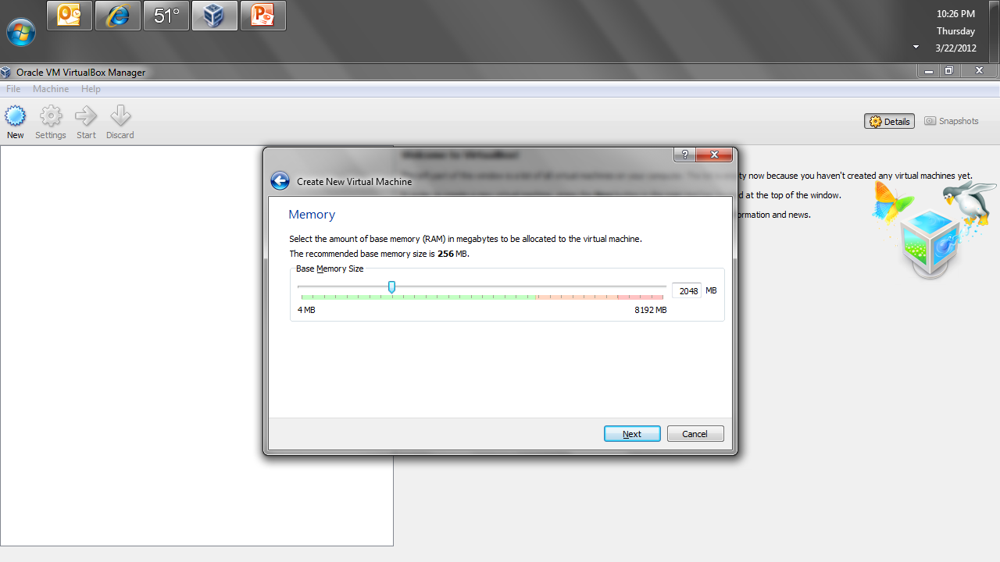 51°
10:26 PM
Thursday
3/22/2012
Oracle VM VirtualBox Manager
File Machine Help
New Settings Start Discard
Details Snapshots
Welcome to VirtualBox!
ty now because you haven't created any virtual machines yet.
d at the top of the window.
ormation and news.
?
Create New Virtual Machine
Memory
Select the amount of base memory (RAM) in megabytes to be allocated to the virtual machine.
The recommended base memory size is 256 MB.
Base Memory Size
2048 MB
4 MB 8192 MB
Next Cancel